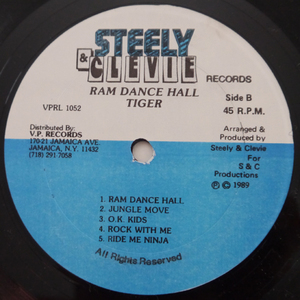 STEELY
& CLEVIE
RECORDS
RAM DANCE HALL
TIGER
VPRL 1052
Side B
45 R.P.M.
Distributed By:
V.P. RECORDS
170-21 JAMAICA AVE.
JAMAICA, N.Y. 11432
(718) 291 7058
Arranged &
Produced by
Steely & Clevie
For
S & C
Productions
℗ © 1989
1. RAM DANCE HALL
2. JUNGLE MOVE
3. O.K. KIDS
4. ROCK WITH ME
5. RIDE ME NINJA
All Rights Reserved